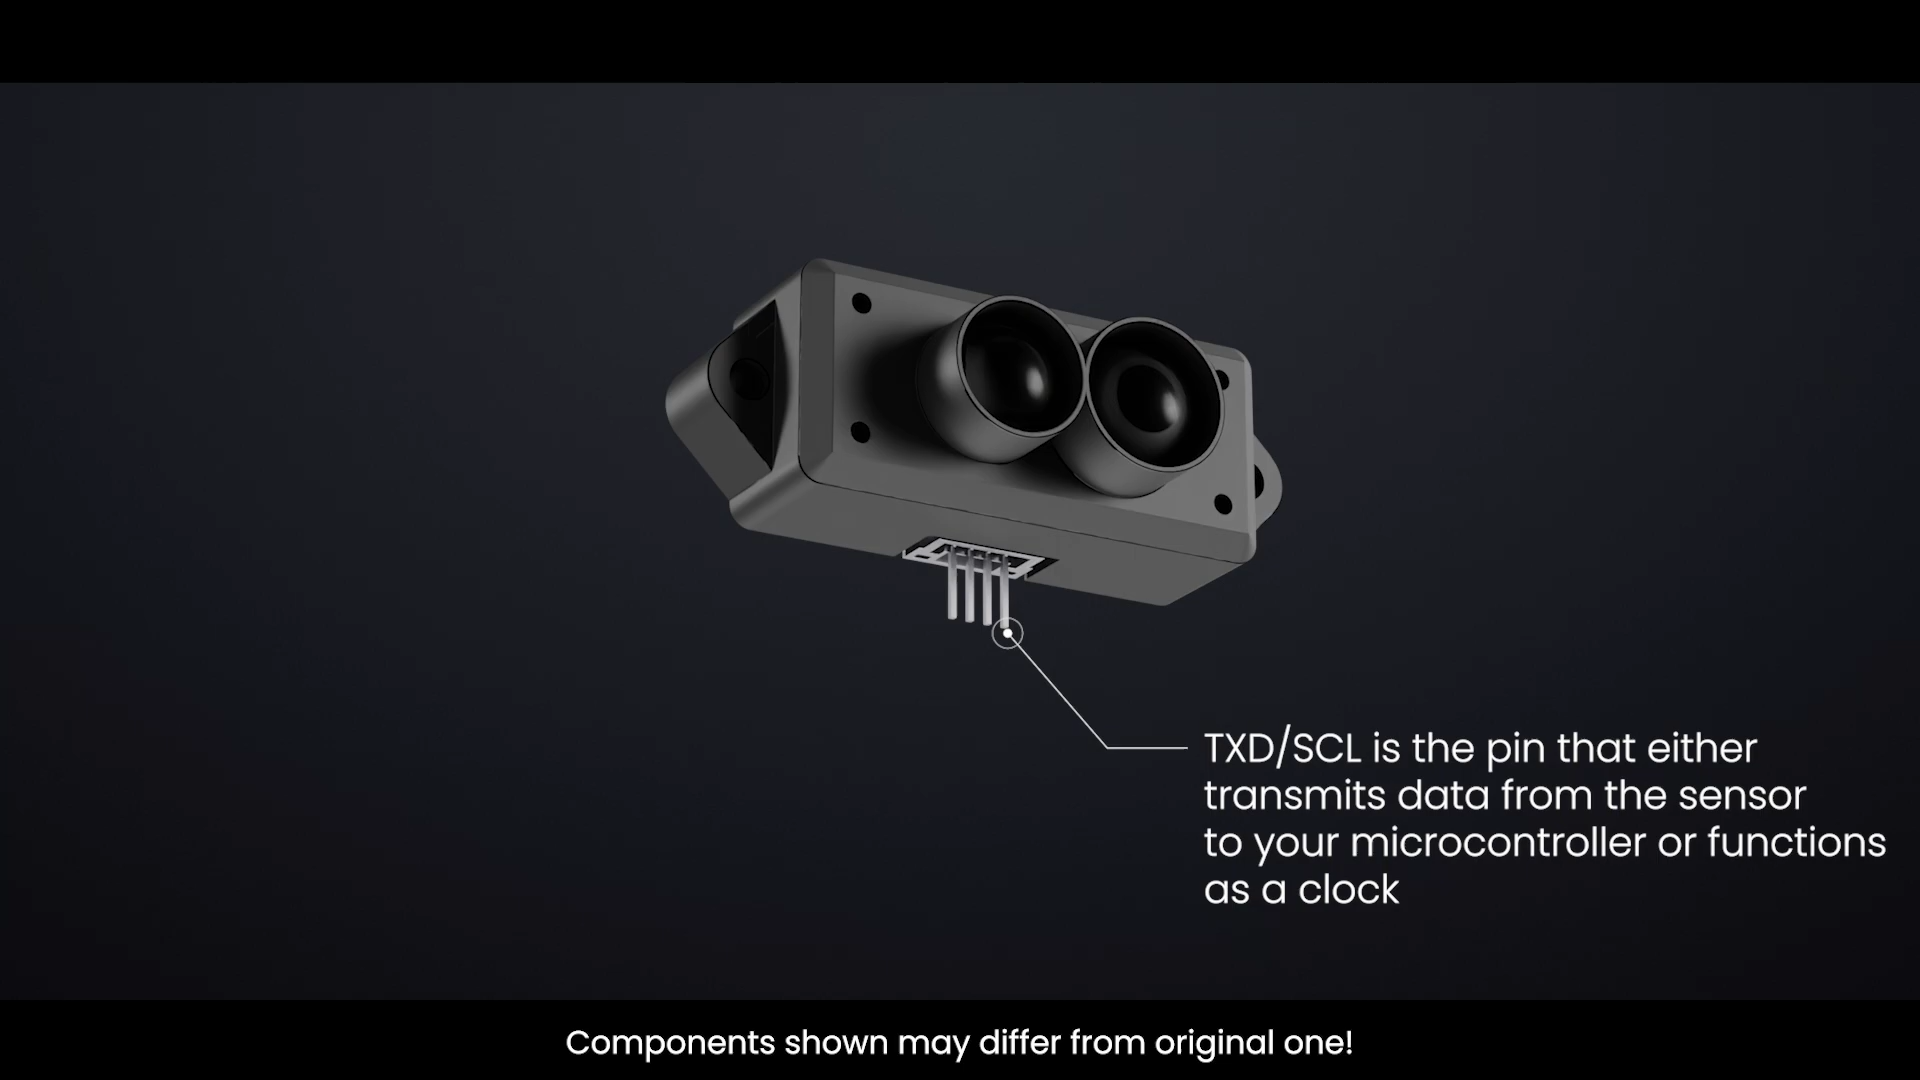 TXD/SCL is the pin that either
transmits data from the sensor
to your microcontroller or functions
as a clock
Components shown may differ from original one!